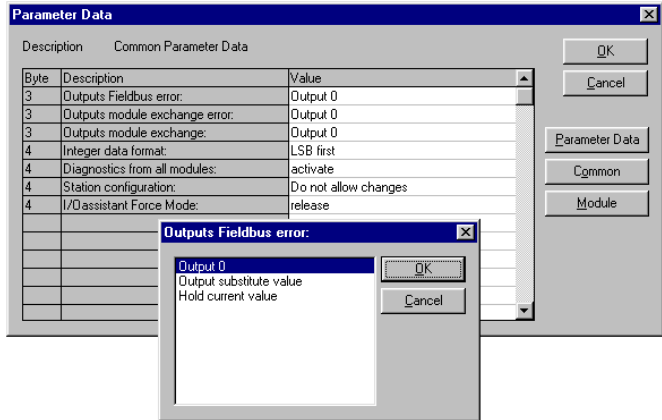 Parameter Data
Description Common Parameter Data
OK
Cancel
Byte Description Value
3 Outputs Fieldbus error: Output 0
3 Outputs module exchange error: Output 0
3 Outputs module exchange: Output 0
4 Integer data format: LSB first
4 Diagnostics from all modules: activate
4 Station configuration: Do not allow changes
4 I/Oassistant Force Mode: release
Parameter Data
Common
Module
Outputs Fieldbus error:
Output 0
Output substitute value
Hold current value
OK
Cancel